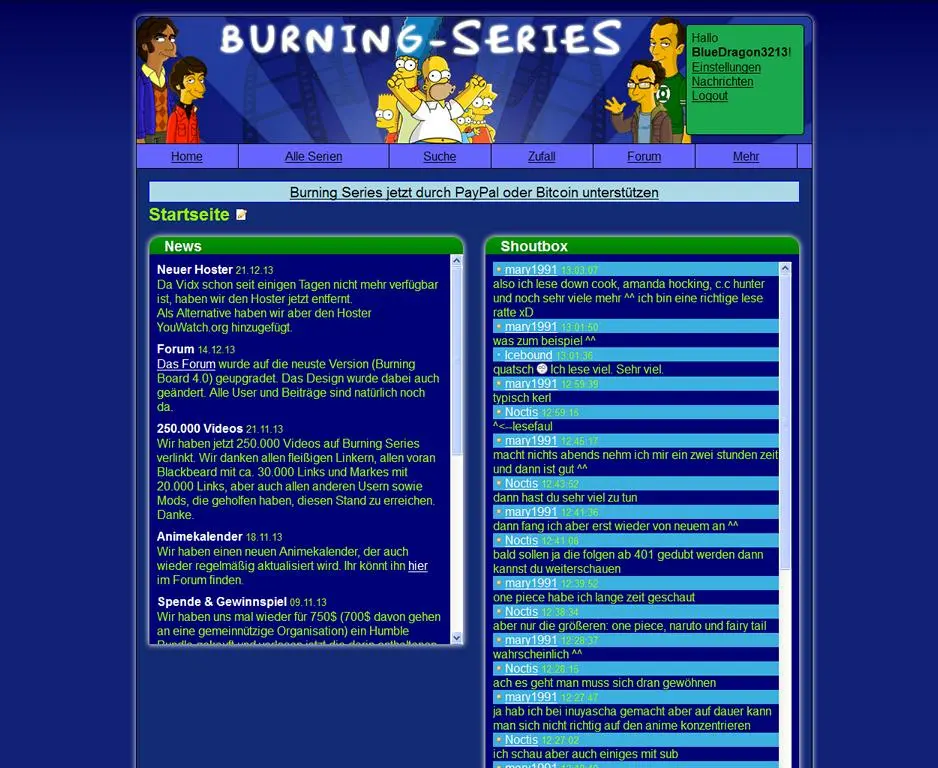 BURNING-SERIES
Hallo
BlueDragon3213!
Einstellungen
Nachrichten
Logout
Home
Alle Serien
Suche
Zufall
Forum
Mehr
Burning Series jetzt durch PayPal oder Bitcoin unterstützen
Startseite
News
Neuer Hoster 21.12.13
Da Vidx schon seit einigen Tagen nicht mehr verfügbar
ist, haben wir den Hoster jetzt entfernt.
Als Alternative haben wir aber den Hoster
YouWatch.org hinzugefügt.
Forum 14.12.13
Das Forum wurde auf die neuste Version (Burning
Board 4.0) geupgradet. Das Design wurde dabei auch
geändert. Alle User und Beiträge sind natürlich noch
da.
250.000 Videos 21.11.13
Wir haben jetzt 250.000 Videos auf Burning Series
verlinkt. Wir danken allen fleißigen Linkern, allen voran
Blackbeard mit ca. 30.000 Links und Markes mit
20.000 Links, aber auch allen anderen Usern sowie
Mods, die geholfen haben, diesen Stand zu erreichen.
Danke.
Animekalender 18.11.13
Wir haben einen neuen Animekalender, der auch
wieder regelmäßig aktualisiert wird. Ihr könnt ihn hier
im Forum finden.
Spende & Gewinnspiel 09.11.13
Wir haben uns mal wieder für 750$ (700$ davon gehen
an eine gemeinnützige Organisation) ein Humble
Shoutbox
mary1991 13:03:07
also ich lese down cook, amanda hocking, c.c hunter
und noch sehr viele mehr ^^ ich bin eine richtige lese
ratte xD
mary1991 13:01:50
was zum beispiel ^^
Icebound 13:01:36
quatsch Ich lese viel. Sehr viel.
mary1991 12:59:39
typisch kerl
Noctis 12:59:15
^<--lesefaul
mary1991 12:45:17
macht nichts abends nehm ich mir ein zwei stunden zeit
und dann ist gut ^^
Noctis 12:43:52
dann hast du sehr viel zu tun
mary1991 12:41:36
dann fang ich aber erst wieder von neuem an ^^
Noctis 12:41:08
bald sollen ja die folgen ab 401 gedubt werden dann
kannst du weiterschauen
mary1991 12:39:52
one piece habe ich lange zeit geschaut
Noctis 12:38:34
aber nur die größeren: one piece, naruto und fairy tail
mary1991 12:28:37
wahrscheinlich ^^
Noctis 12:28:15
ach es geht man muss sich dran gewöhnen
mary1991 12:27:47
ja hab ich bei inuyascha gemacht aber auf dauer kann
man sich nicht richtig auf den anime konzentrieren
Noctis 12:27:02
ich schau aber auch einiges mit sub
mary1991